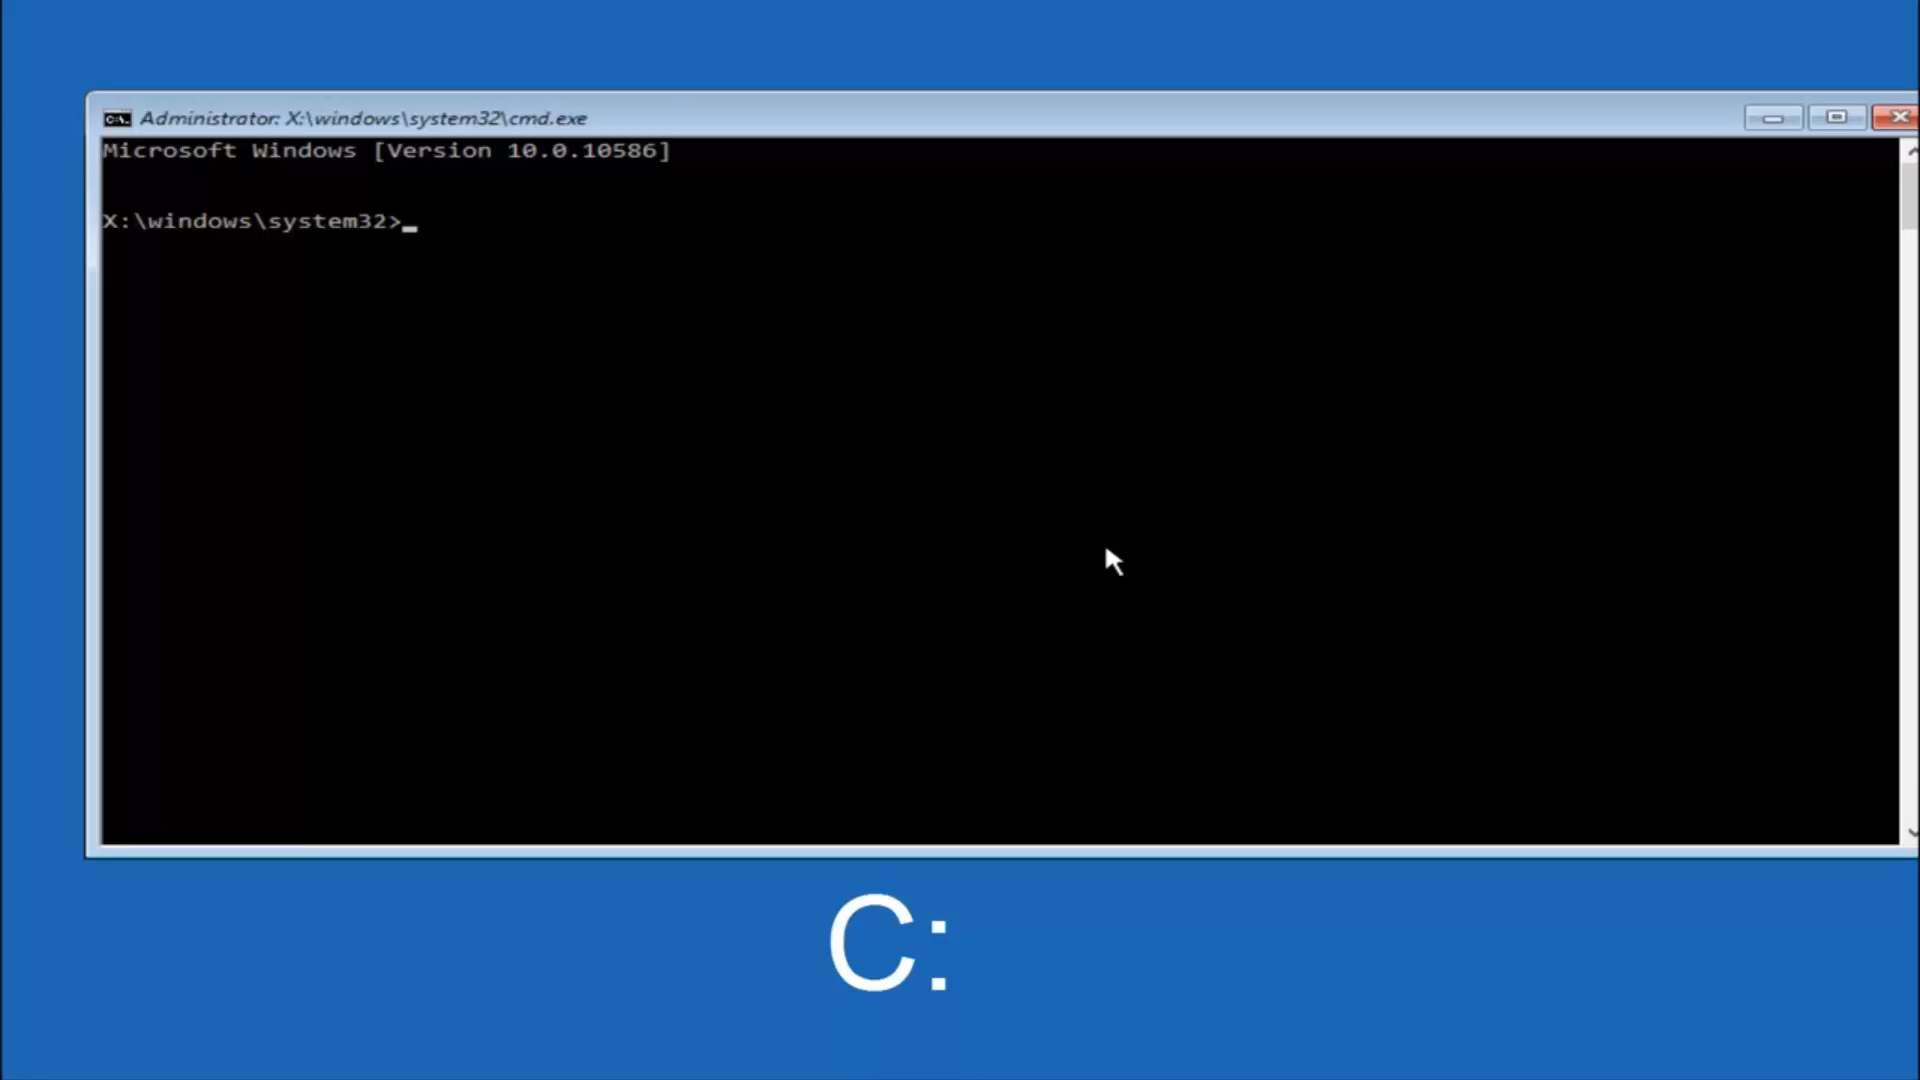 Administrator: X:\windows\system32\cmd.exe
Microsoft Windows [Version 10.0.10586]
X:\windows\system32>
C: